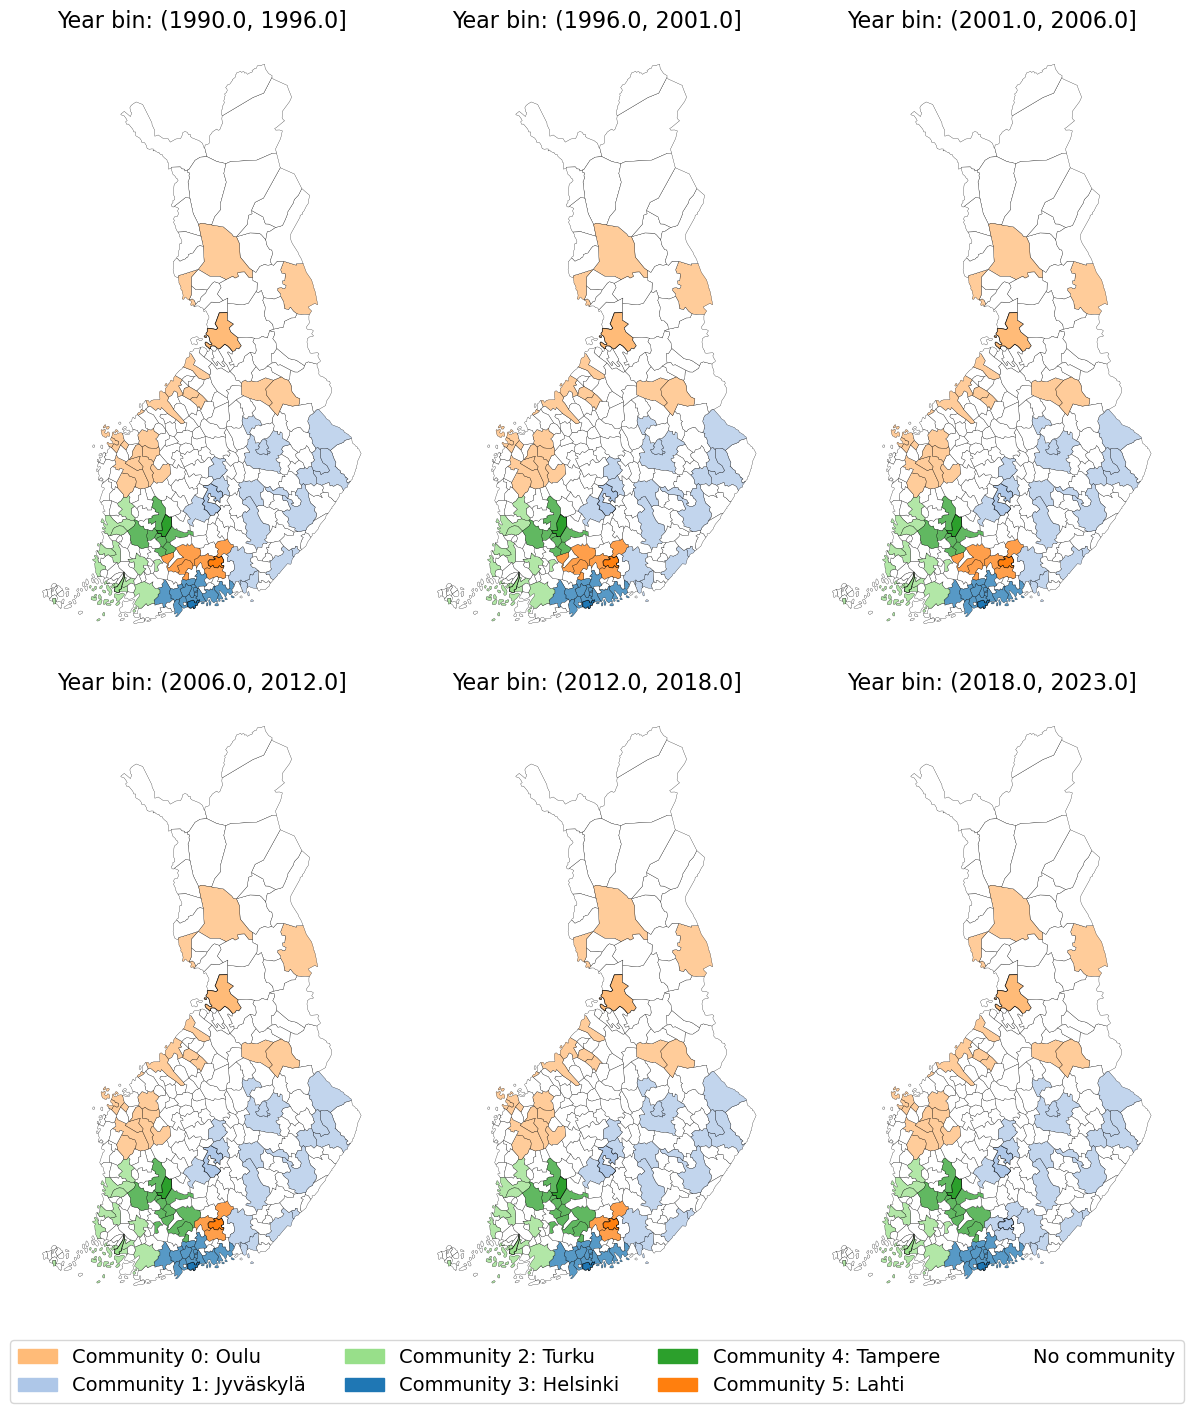 Year bin: (1990.0, 1996.0]
Year bin: (1996.0, 2001.0]
Year bin: (2001.0, 2006.0]
Year bin: (2006.0, 2012.0]
Year bin: (2012.0, 2018.0]
Year bin: (2018.0, 2023.0]
Community 0: Oulu
Community 1: Jyväskylä
Community 2: Turku
Community 3: Helsinki
Community 4: Tampere
Community 5: Lahti
No community